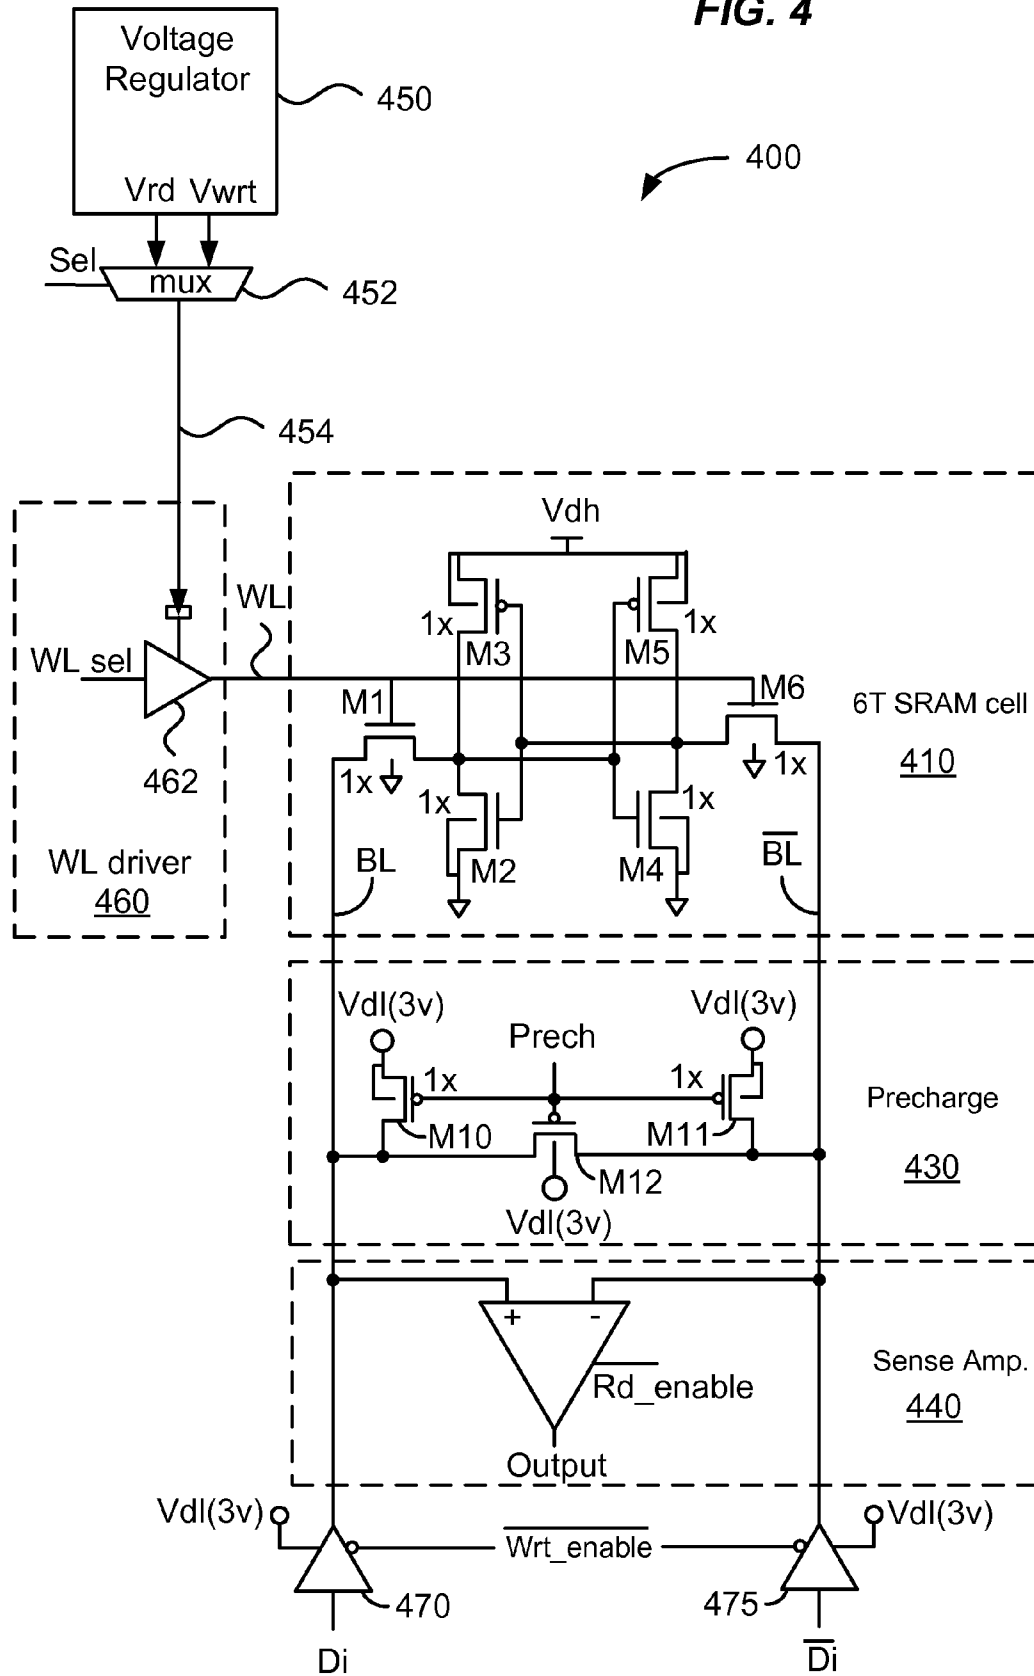 FIG. 4
Voltage
Regulator
450
400
Vrd Vwrt
Sel
mux
452
454
Vdh
WL
1x
M3
M5
1x
WL sel
M1
M6
6T SRAM cell
410
462
1x
1x
1x
1x
WL driver
460
BL
M2
M4
B̅L̅
Vdl(3v)
Vdl(3v)
Prech
1x
1x
Precharge
430
M10
M11
M12
Vdl(3v)
+ -
Sense Amp.
440
Rd_enable
Output
Vdl(3v)
Vdl(3v)
W̅r̅t̅_̅e̅n̅a̅b̅l̅e̅
470
475
Di
D̅i̅